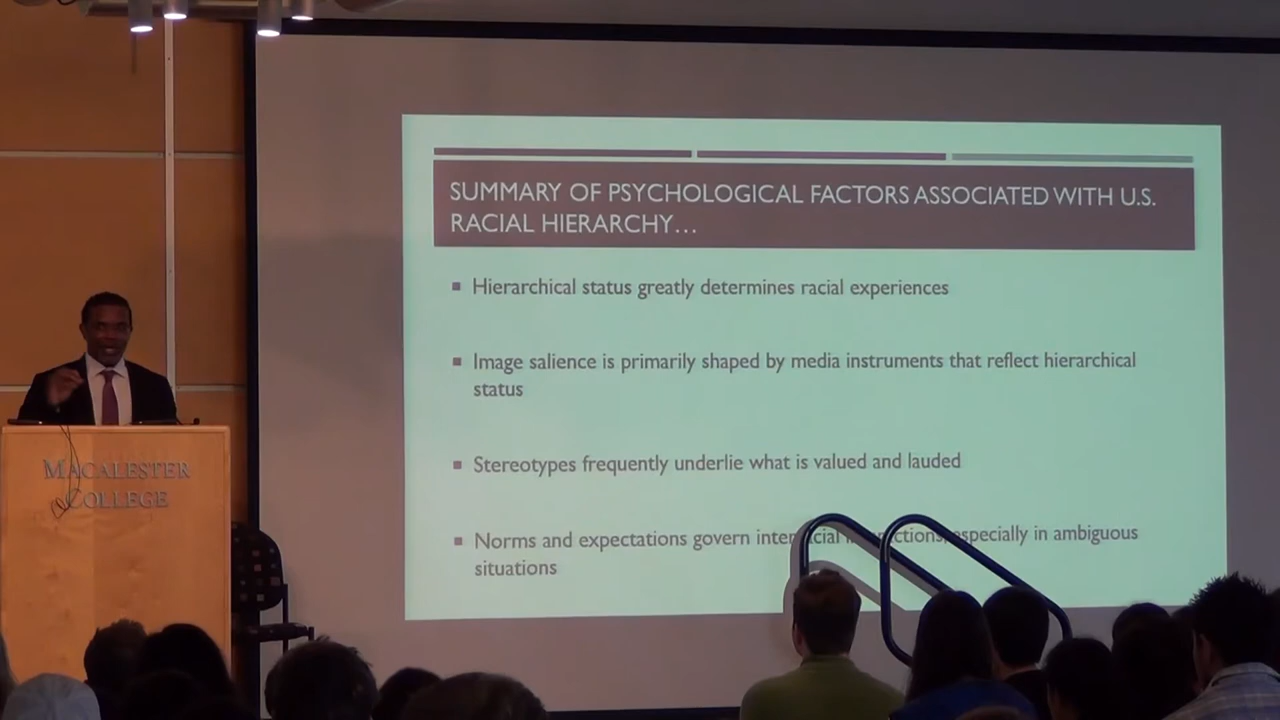 SUMMARY OF PSYCHOLOGICAL FACTORS ASSOCIATED WITH U.S.
RACIAL HIERARCHY...
▪ Hierarchical status greatly determines racial experiences
▪ Image salience is primarily shaped by media instruments that reflect hierarchical
status
▪ Stereotypes frequently underlie what is valued and lauded
▪ Norms and expectations govern interracial interactions, especially in ambiguous
situations
MACALESTER
COLLEGE